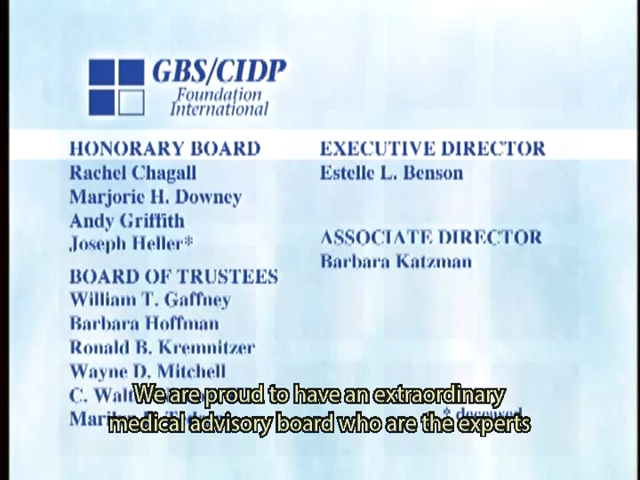 GBS/CIDP
Foundation
International
HONORARY BOARD
Rachel Chagall
Marjorie H. Downey
Andy Griffith
Joseph Heller*
BOARD OF TRUSTEES
William T. Gaffney
Barbara Hoffman
Ronald B. Kremnitzer
Wayne D. Mitchell
C.
EXECUTIVE DIRECTOR
Estelle L. Benson
ASSOCIATE DIRECTOR
Barbara Katzman
* deceased
We are proud to have an extraordinary
medical advisory board who are the experts